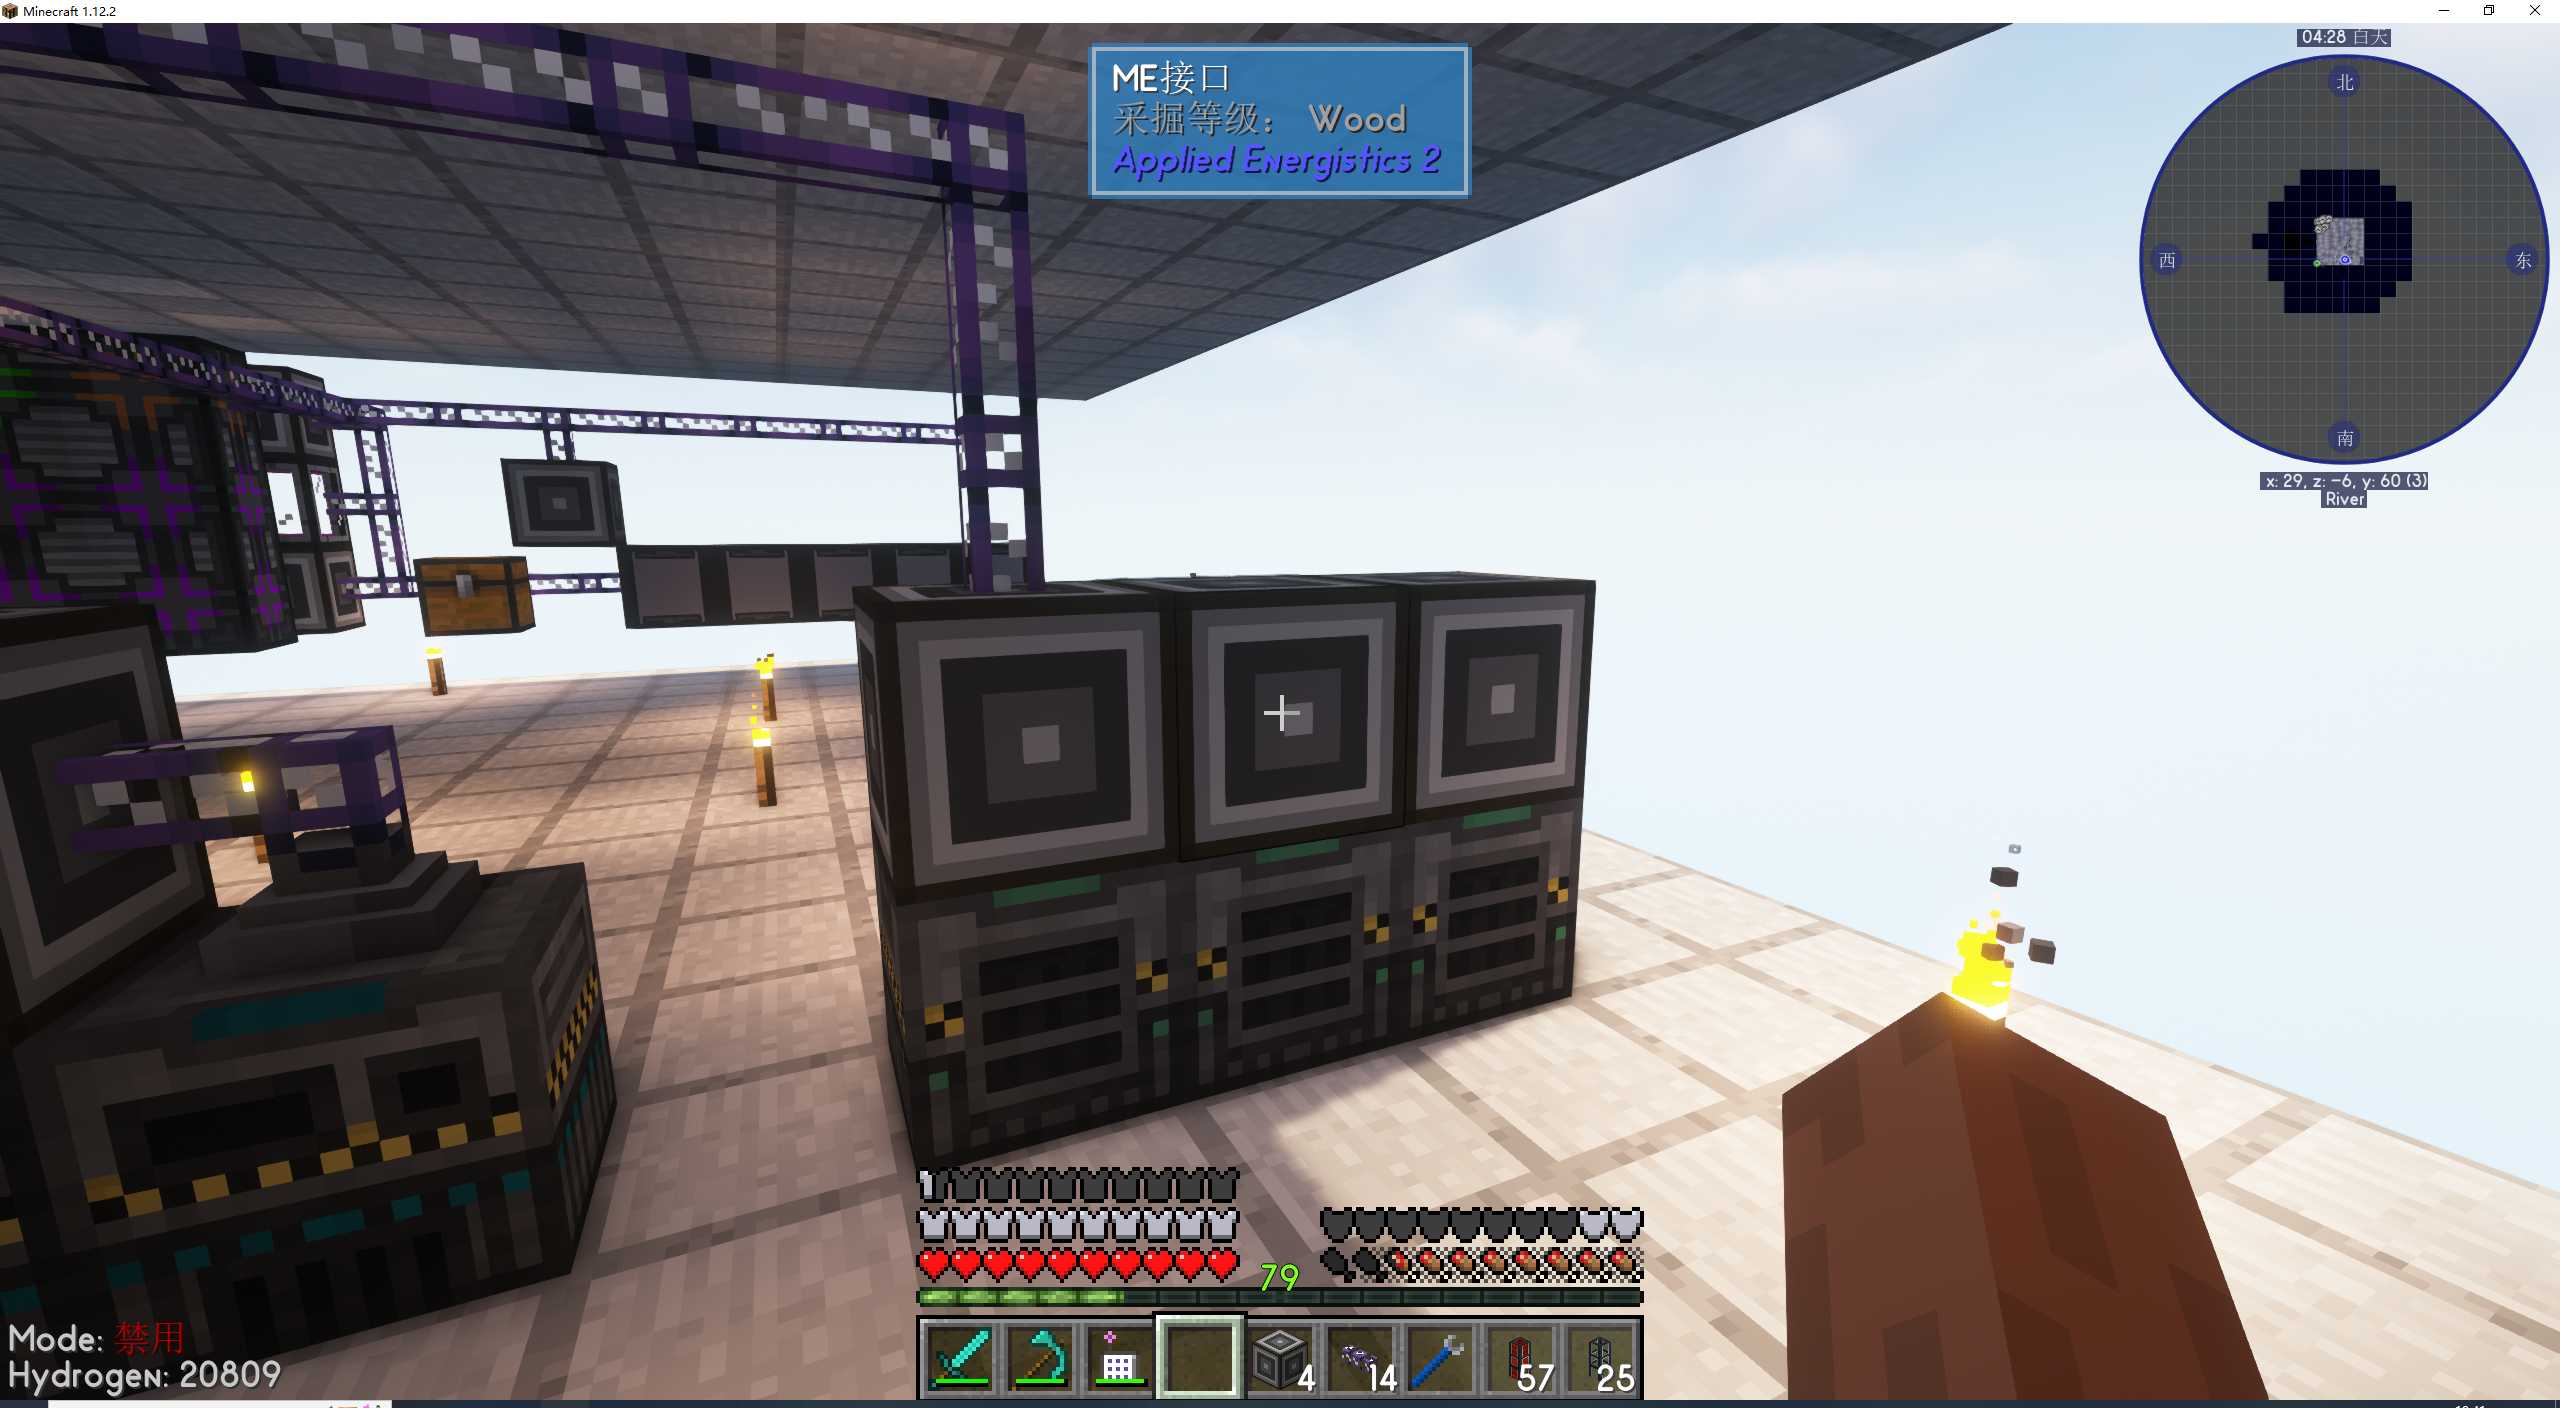 Minecraft 1.12.2
ME接口
采掘等级： Wood
Applied Energistics 2
04:28 白天
北
西
东
南
x: 29, z: -6, y: 60 (3)
River
79
Mode: 禁用
Hydrogen: 20809
4
14
57
25